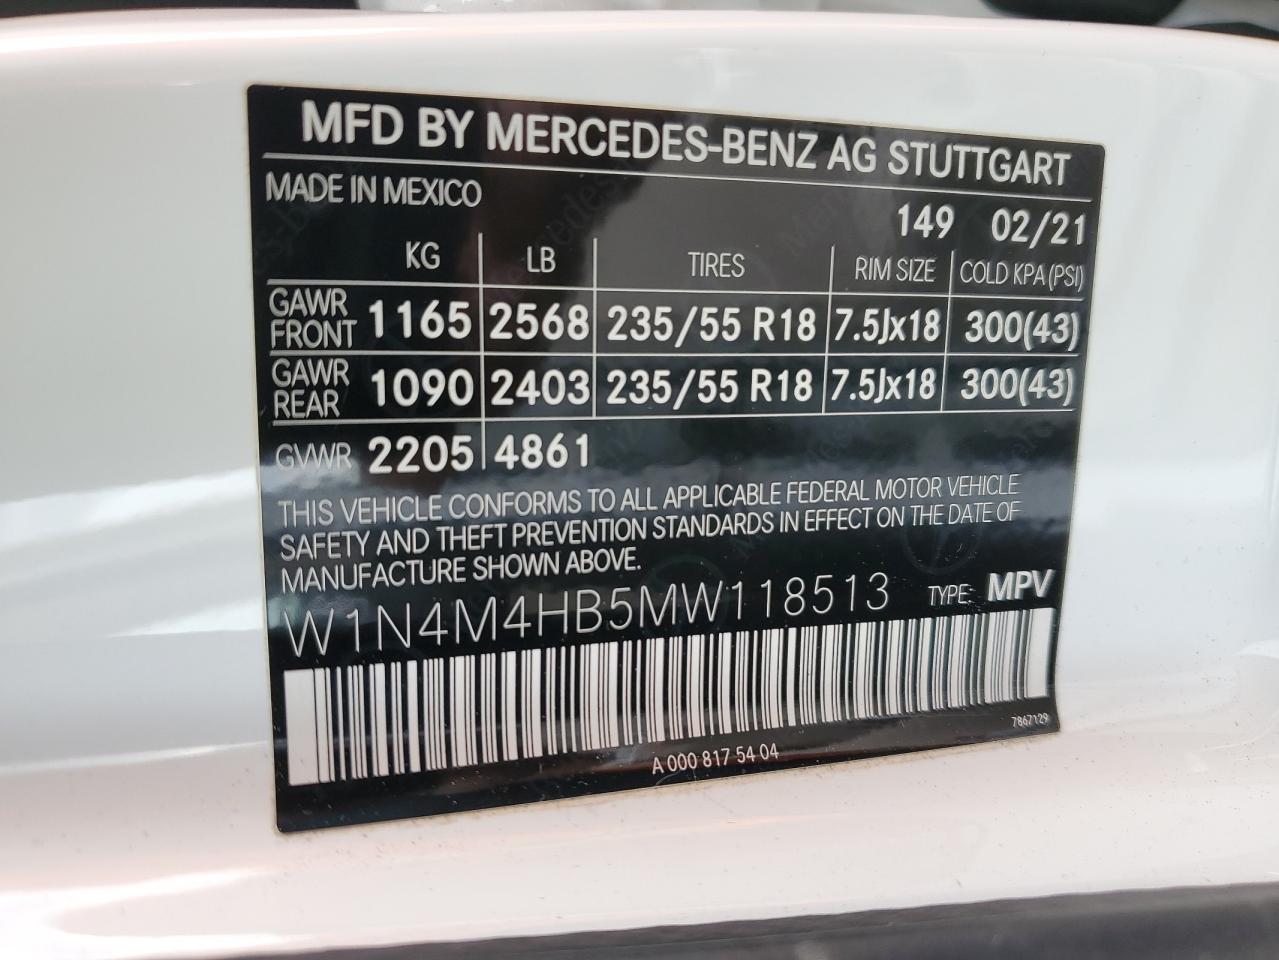 MFD BY MERCEDES-BENZ AG STUTTGART
MADE IN MEXICO
149 02/21
KG LB TIRES RIM SIZE COLD KPA (PSI)
GAWR FRONT 1165 2568 235/55 R18 7.5Jx18 300(43)
GAWR REAR 1090 2403 235/55 R18 7.5Jx18 300(43)
GVWR 2205 4861
THIS VEHICLE CONFORMS TO ALL APPLICABLE FEDERAL MOTOR VEHICLE
SAFETY AND THEFT PREVENTION STANDARDS IN EFFECT ON THE DATE OF
MANUFACTURE SHOWN ABOVE.
W1N4M4HB5MW118513 TYPE: MPV
7867129
A 000 817 54 04